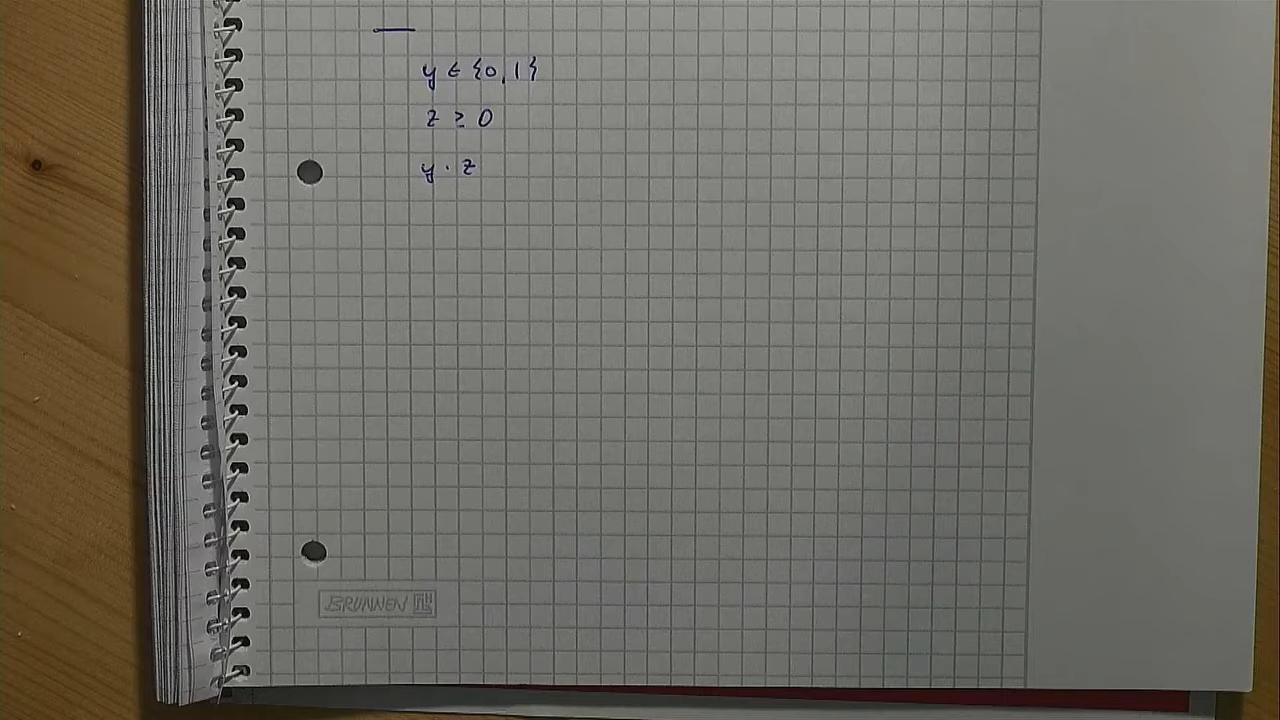 y ∈ {0, 1}
z ≥ 0
y · z
BRUNNEN